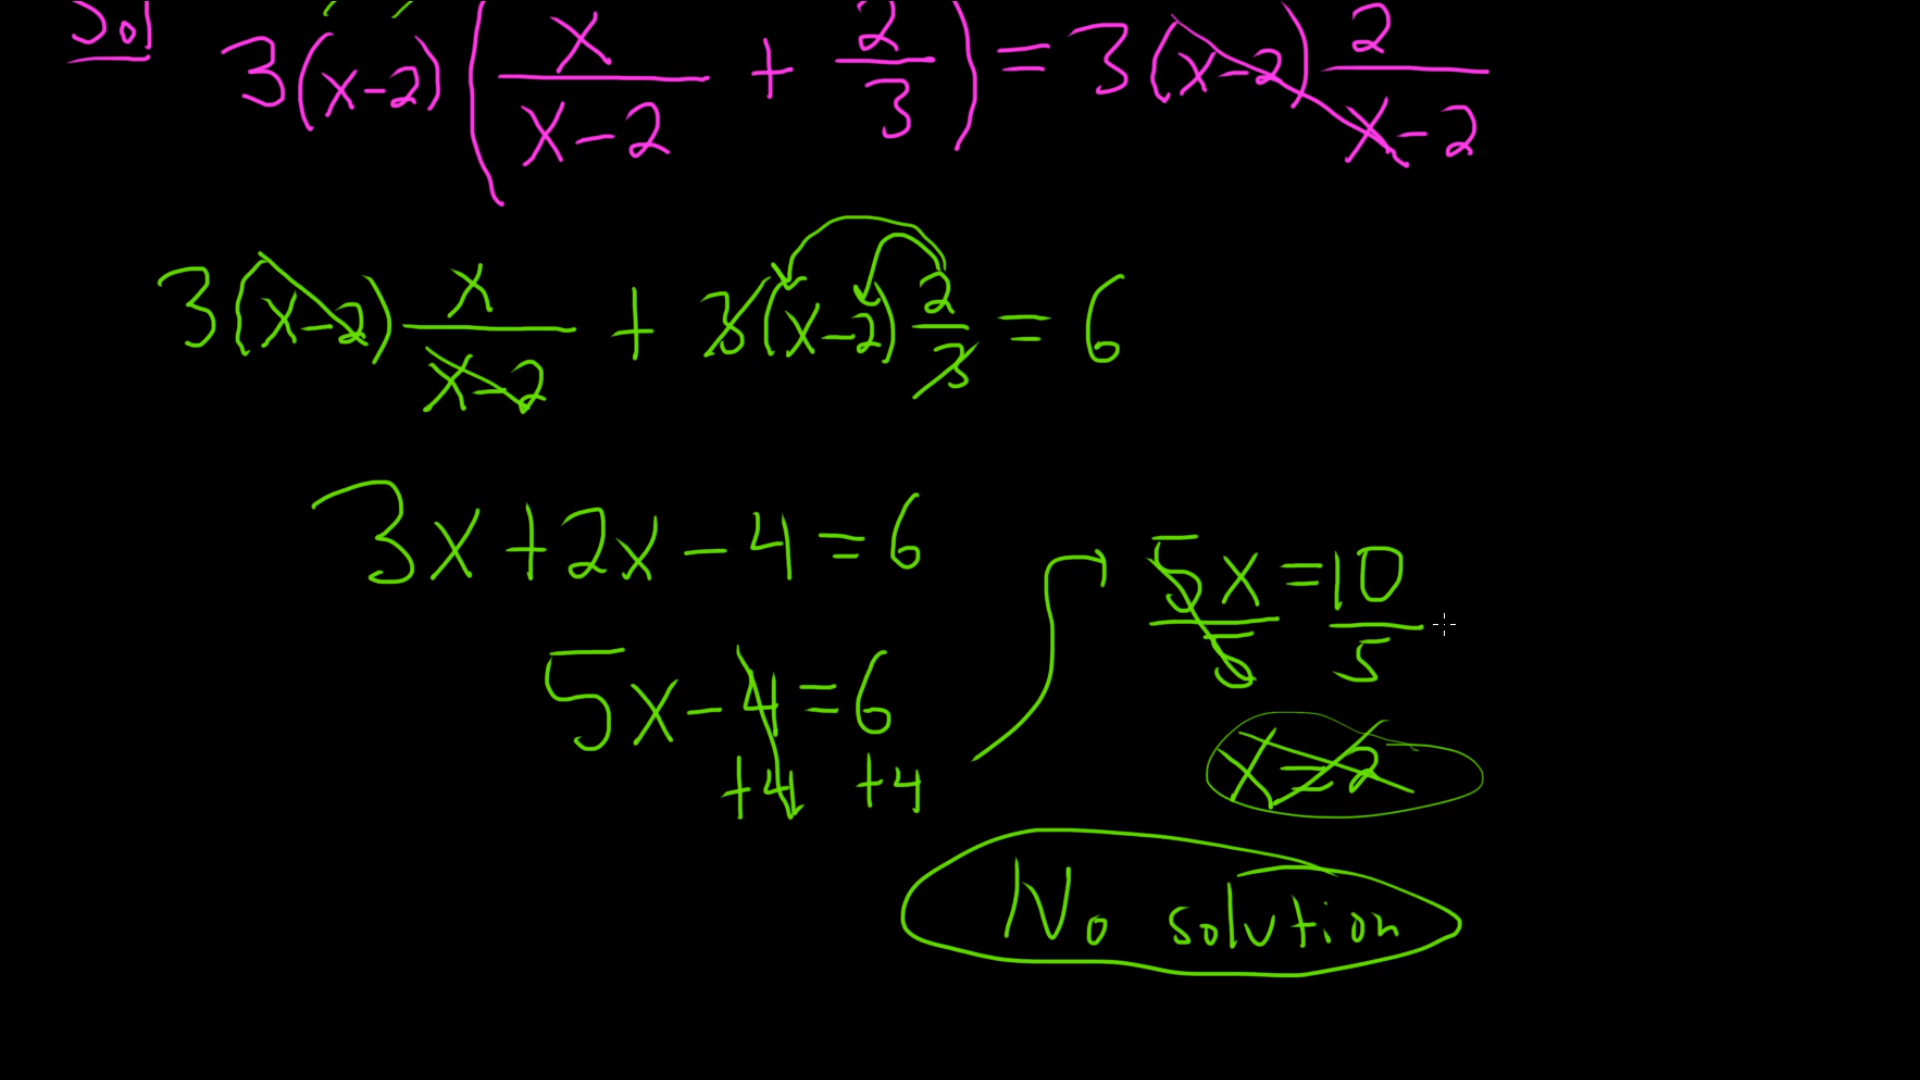 Sol
3(x-2)(x/(x-2) + 2/3) = 3(x-2) 2/(x-2)
3(x-2) x/(x-2) + 3(x-2) 2/3 = 6
3x+2x-4=6
5x-4=6
+4 +4
5x/5 = 10/5
x=2
No solution